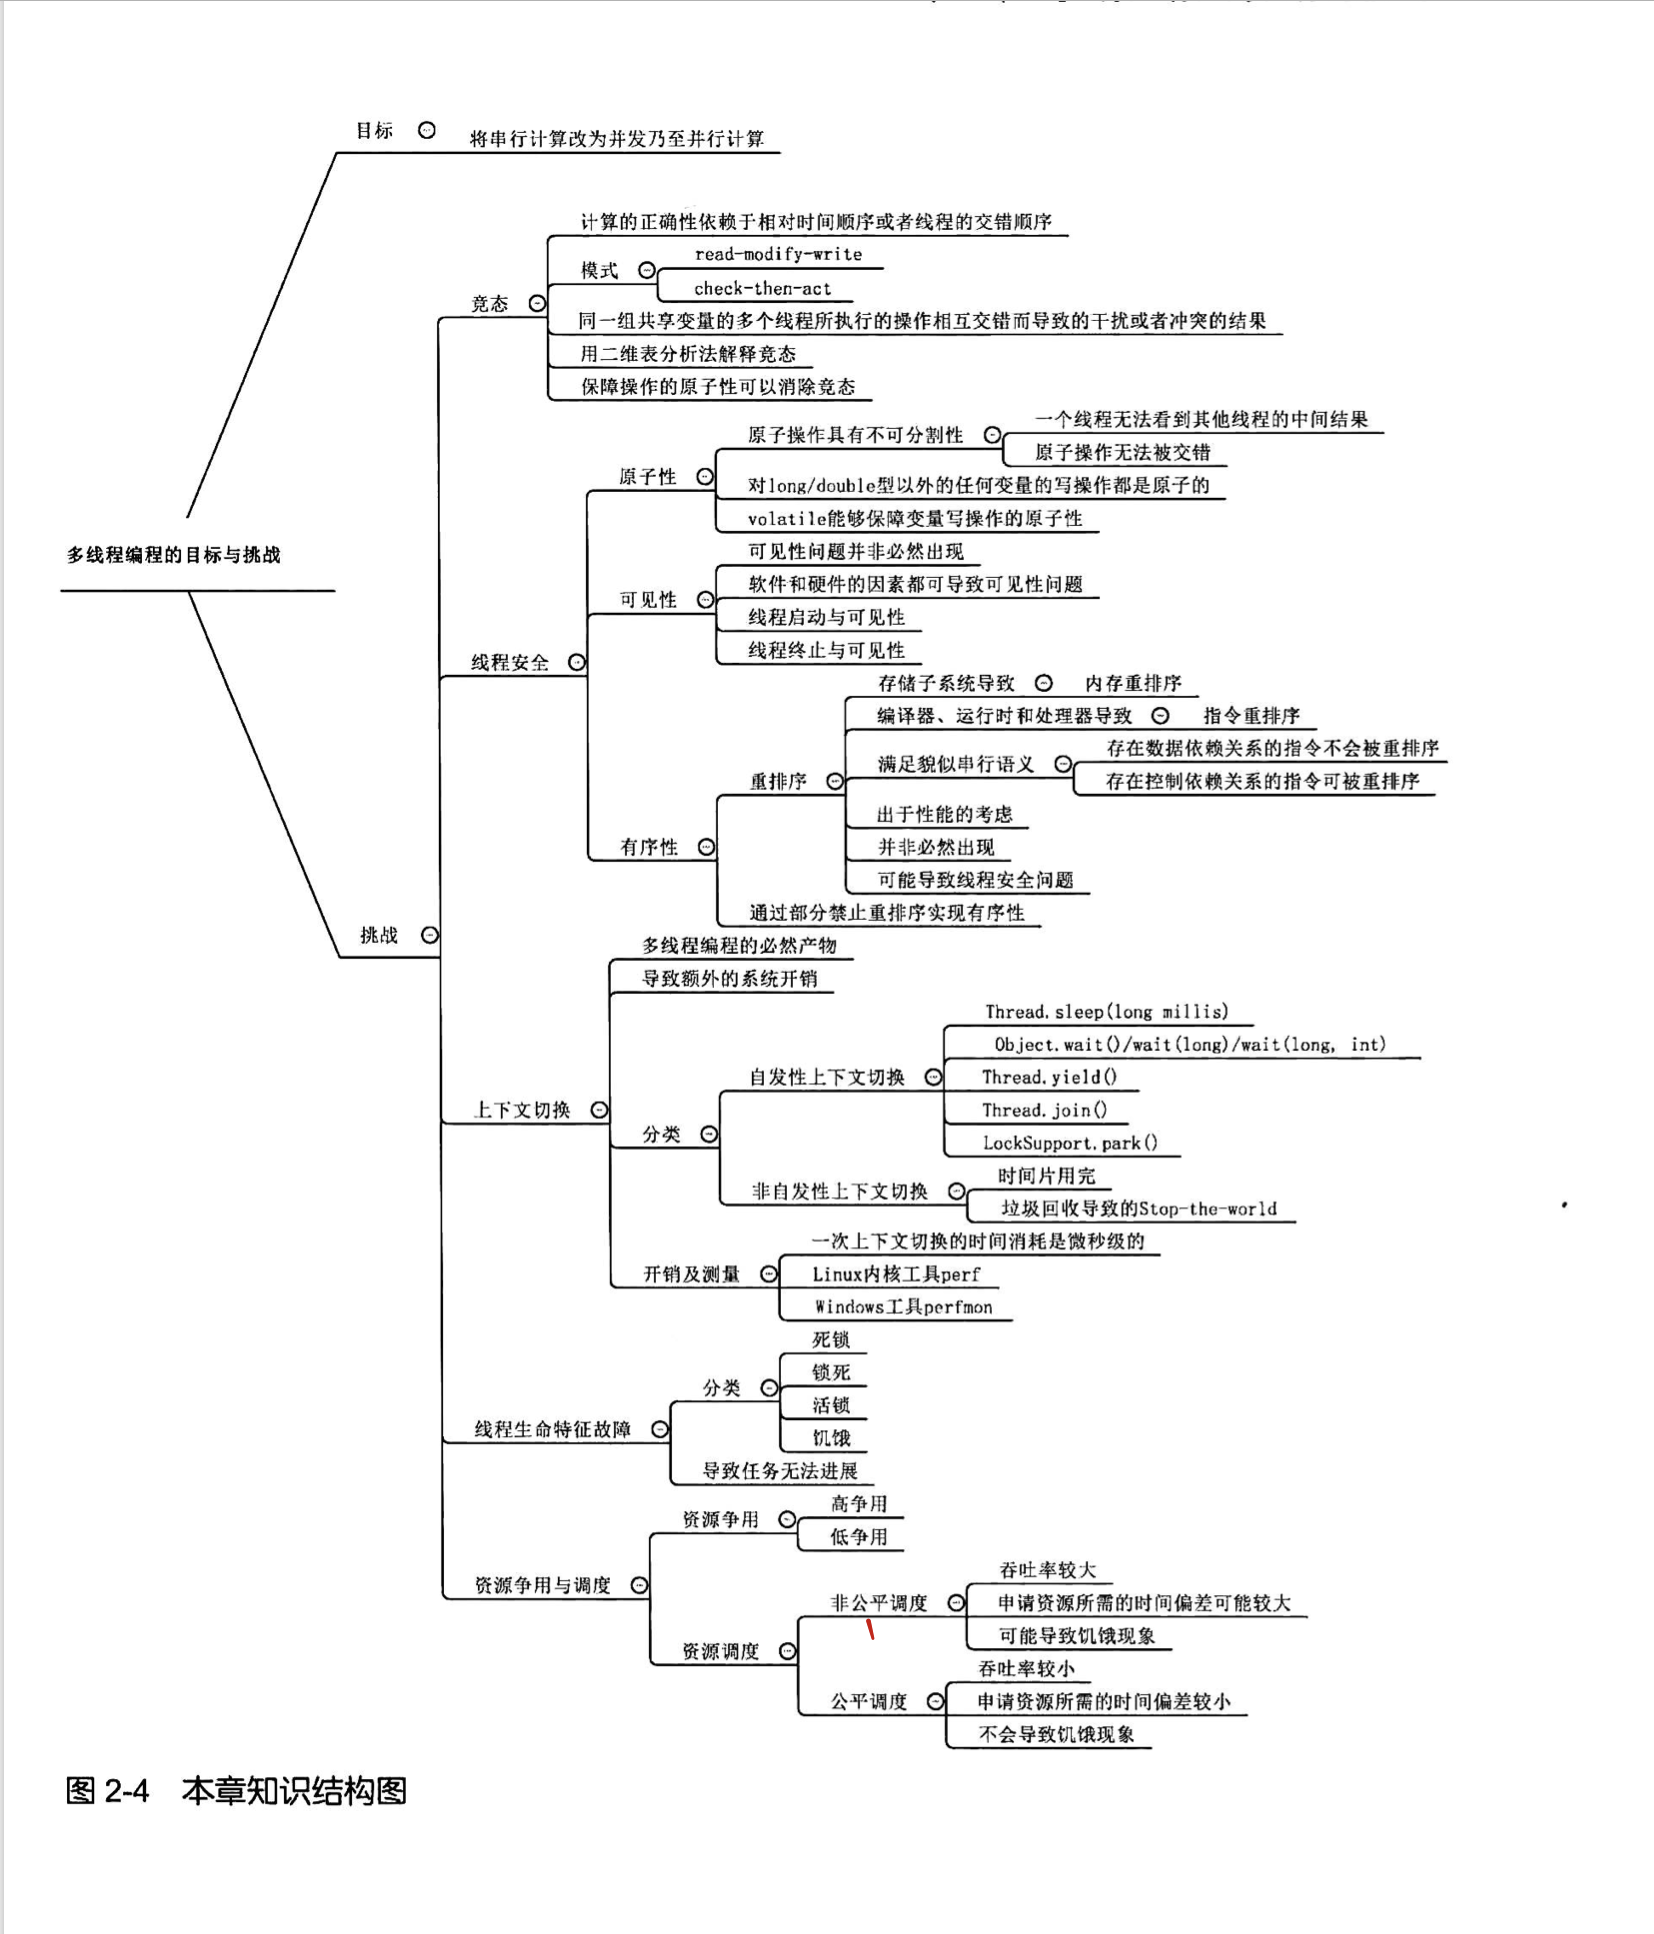 目标
将串行计算改为并发乃至并行计算
计算的正确性依赖于相对时间顺序或者线程的交错顺序
模式
read-modify-write
check-then-act
竞态
同一组共享变量的多个线程所执行的操作相互交错而导致的干扰或者冲突的结果
用二维表分析法解释竞态
保障操作的原子性可以消除竞态
原子操作具有不可分割性
一个线程无法看到其他线程的中间结果
原子操作无法被交错
原子性
对long/double型以外的任何变量的写操作都是原子的
volatile能够保障变量写操作的原子性
多线程编程的目标与挑战
可见性问题并非必然出现
可见性
软件和硬件的因素都可导致可见性问题
线程启动与可见性
线程终止与可见性
线程安全
存储子系统导致
内存重排序
编译器、运行时和处理器导致
指令重排序
满足貌似串行语义
存在数据依赖关系的指令不会被重排序
存在控制依赖关系的指令可被重排序
重排序
出于性能的考虑
并非必然出现
可能导致线程安全问题
有序性
通过部分禁止重排序实现有序性
挑战
多线程编程的必然产物
导致额外的系统开销
Thread.sleep(long millis)
Object.wait()/wait(long)/wait(long, int)
自发性上下文切换
Thread.yield()
Thread.join()
LockSupport.park()
上下文切换
分类
非自发性上下文切换
时间片用完
垃圾回收导致的Stop-the-world
一次上下文切换的时间消耗是微秒级的
开销及测量
Linux内核工具perf
Windows工具perfmon
死锁
锁死
分类
活锁
饥饿
线程生命特征故障
导致任务无法进展
资源争用
高争用
低争用
资源争用与调度
吞吐率较大
非公平调度
申请资源所需的时间偏差可能较大
可能导致饥饿现象
资源调度
吞吐率较小
公平调度
申请资源所需的时间偏差较小
不会导致饥饿现象
图 2-4 本章知识结构图